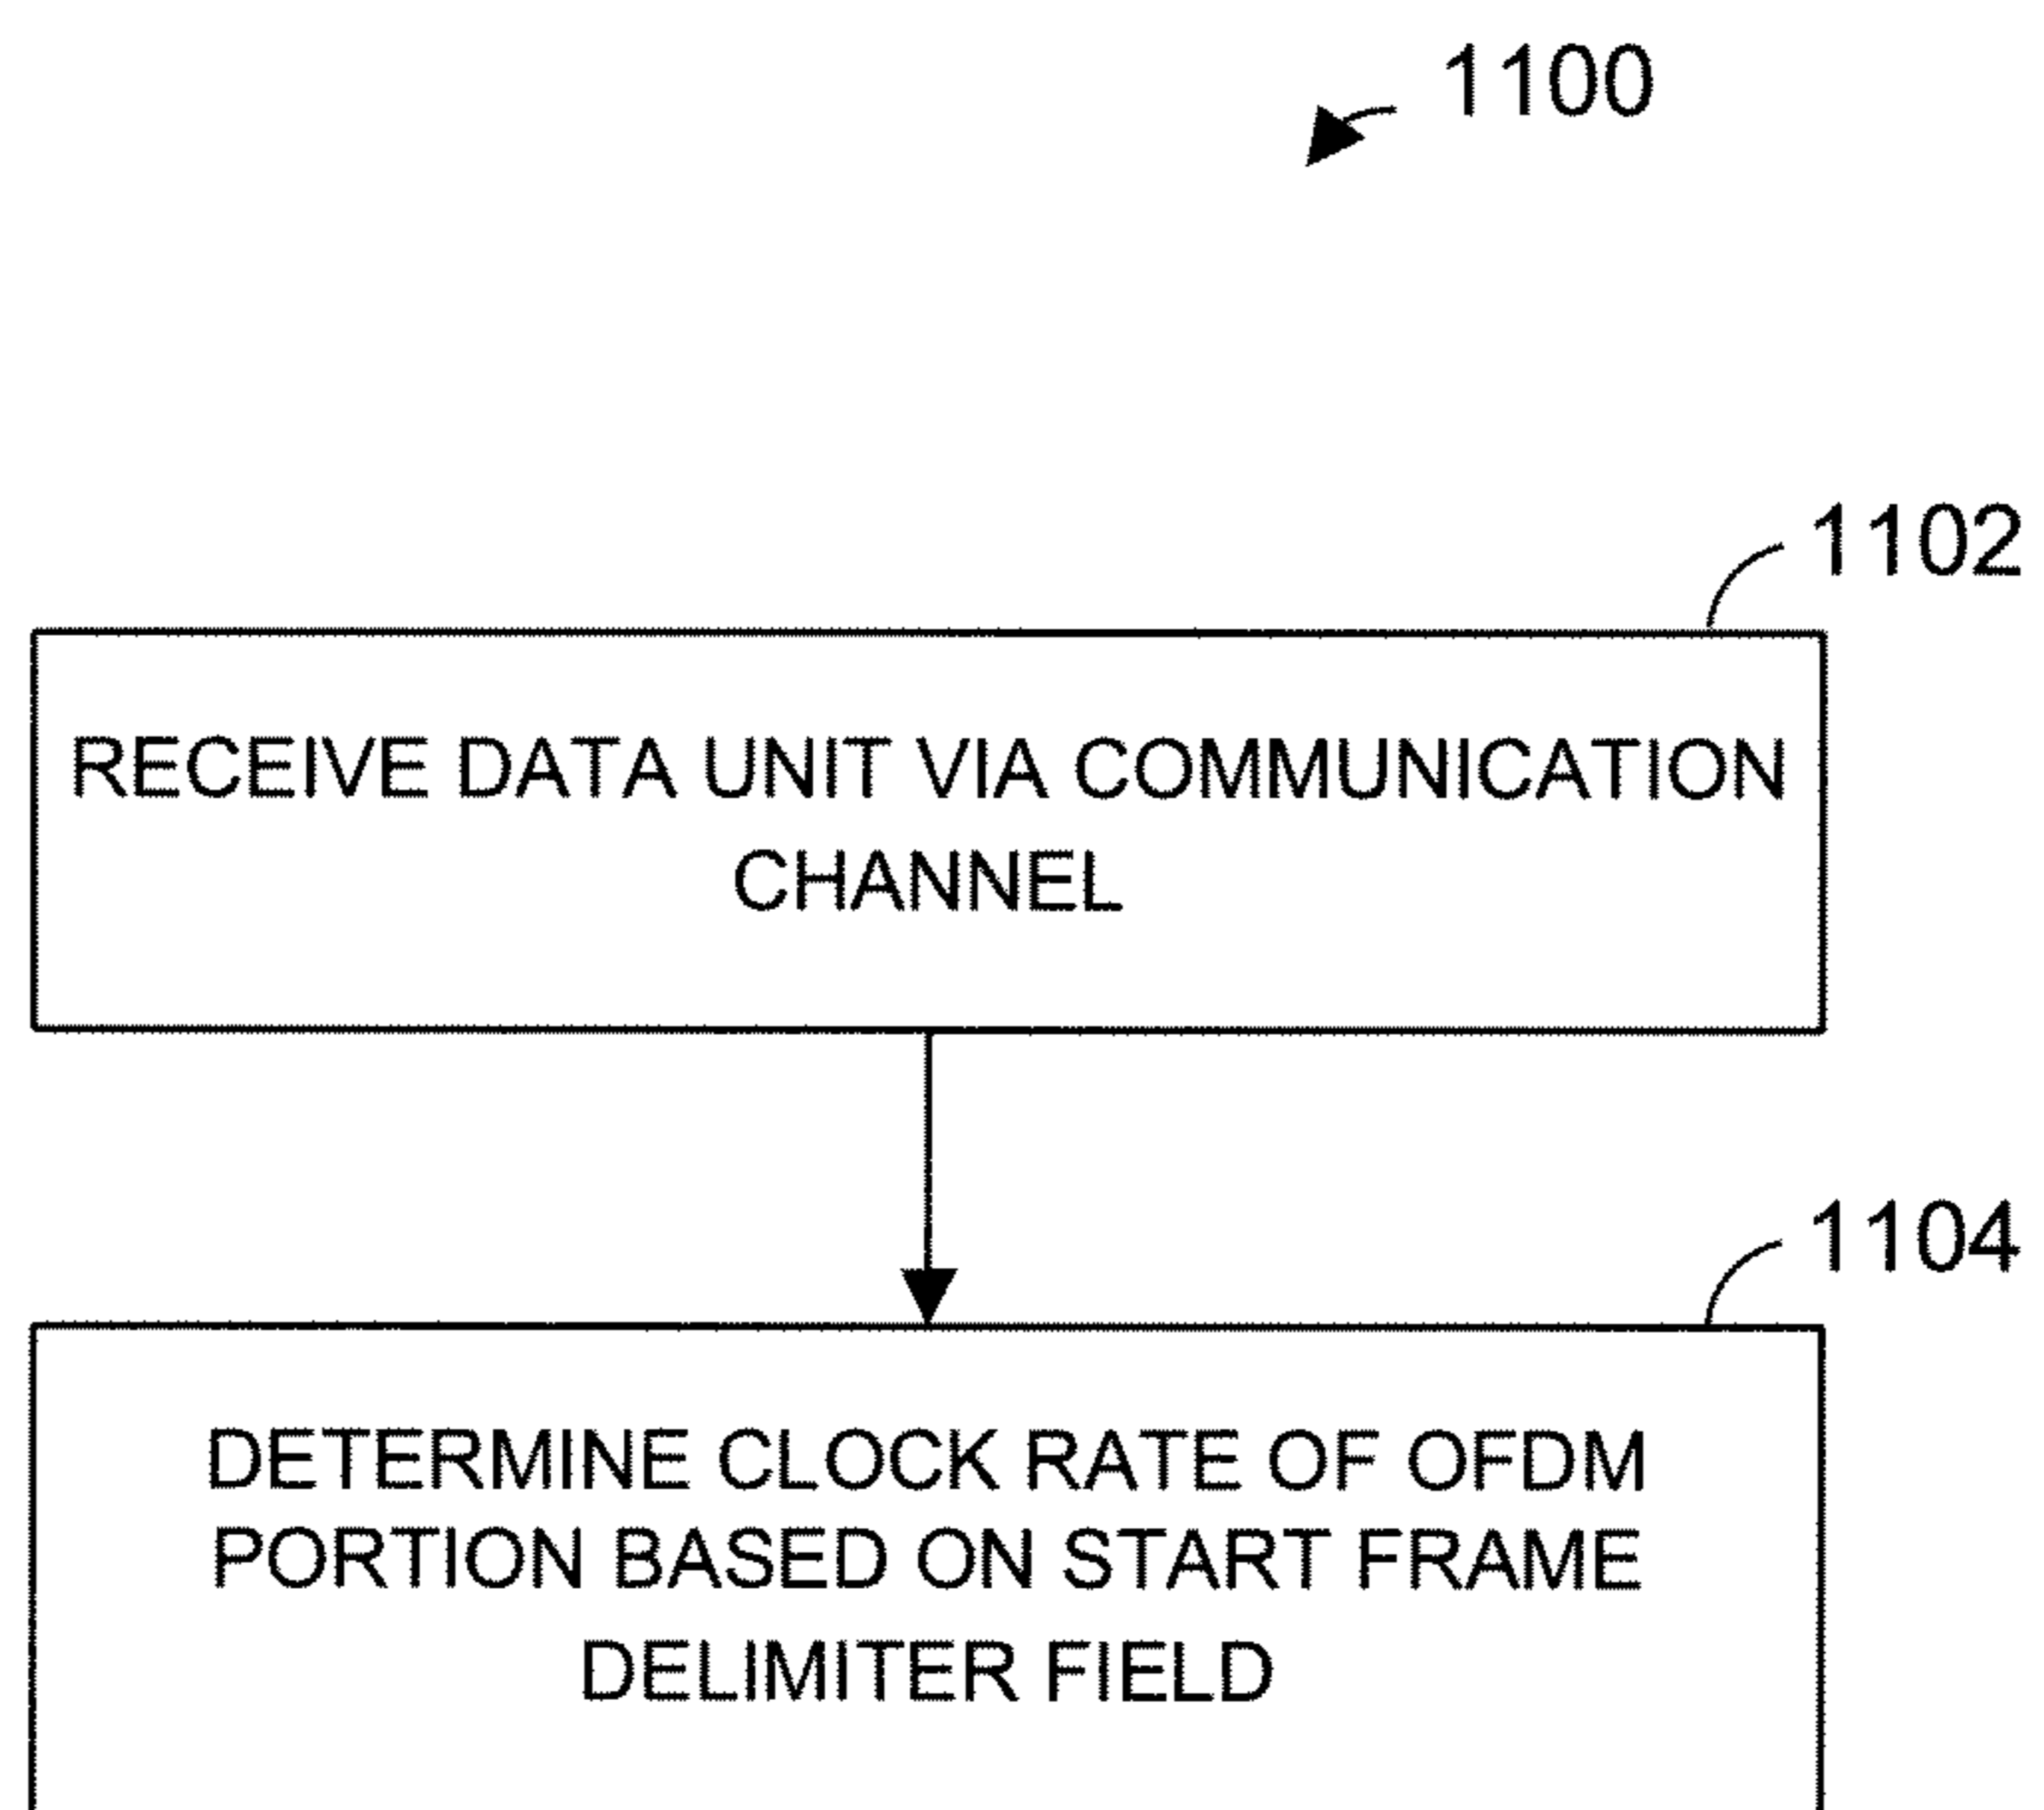 1100
1102
RECEIVE DATA UNIT VIA COMMUNICATION
CHANNEL
1104
DETERMINE CLOCK RATE OF OFDM
PORTION BASED ON START FRAME
DELIMITER FIELD